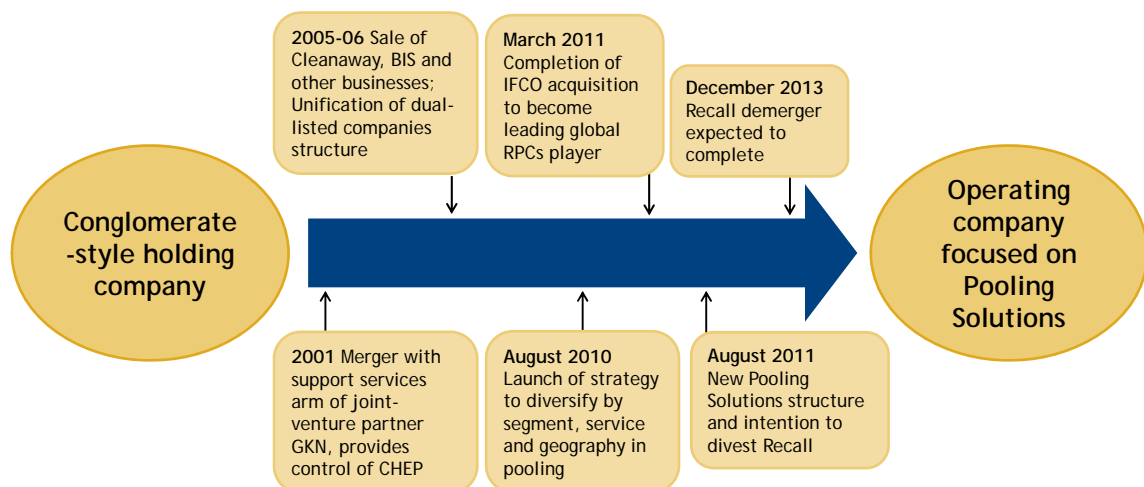 Conglomerate
-style holding
company
2005-06 Sale of
Cleanaway, BIS and
other businesses;
Unification of dual-
listed companies
structure
March 2011
Completion of
IFCO acquisition
to become
leading global
RPCs player
December 2013
Recall demerger
expected to
complete
2001 Merger with
support services
arm of joint-
venture partner
GKN, provides
control of CHEP
August 2010
Launch of strategy
to diversify by
segment, service
and geography in
pooling
August 2011
New Pooling
Solutions structure
and intention to
divest Recall
Operating
company
focused on
Pooling
Solutions